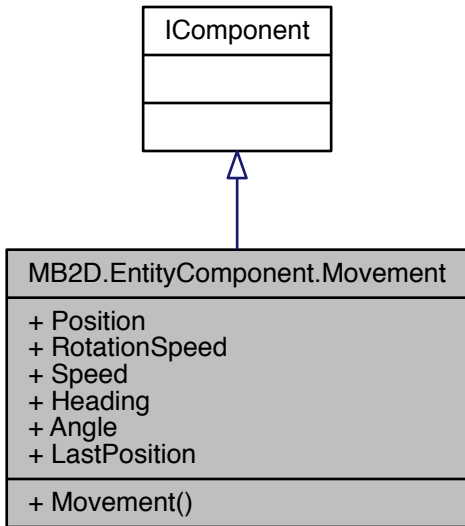 IComponent
MB2D.EntityComponent.Movement
+ Position
+ RotationSpeed
+ Speed
+ Heading
+ Angle
+ LastPosition
+ Movement()